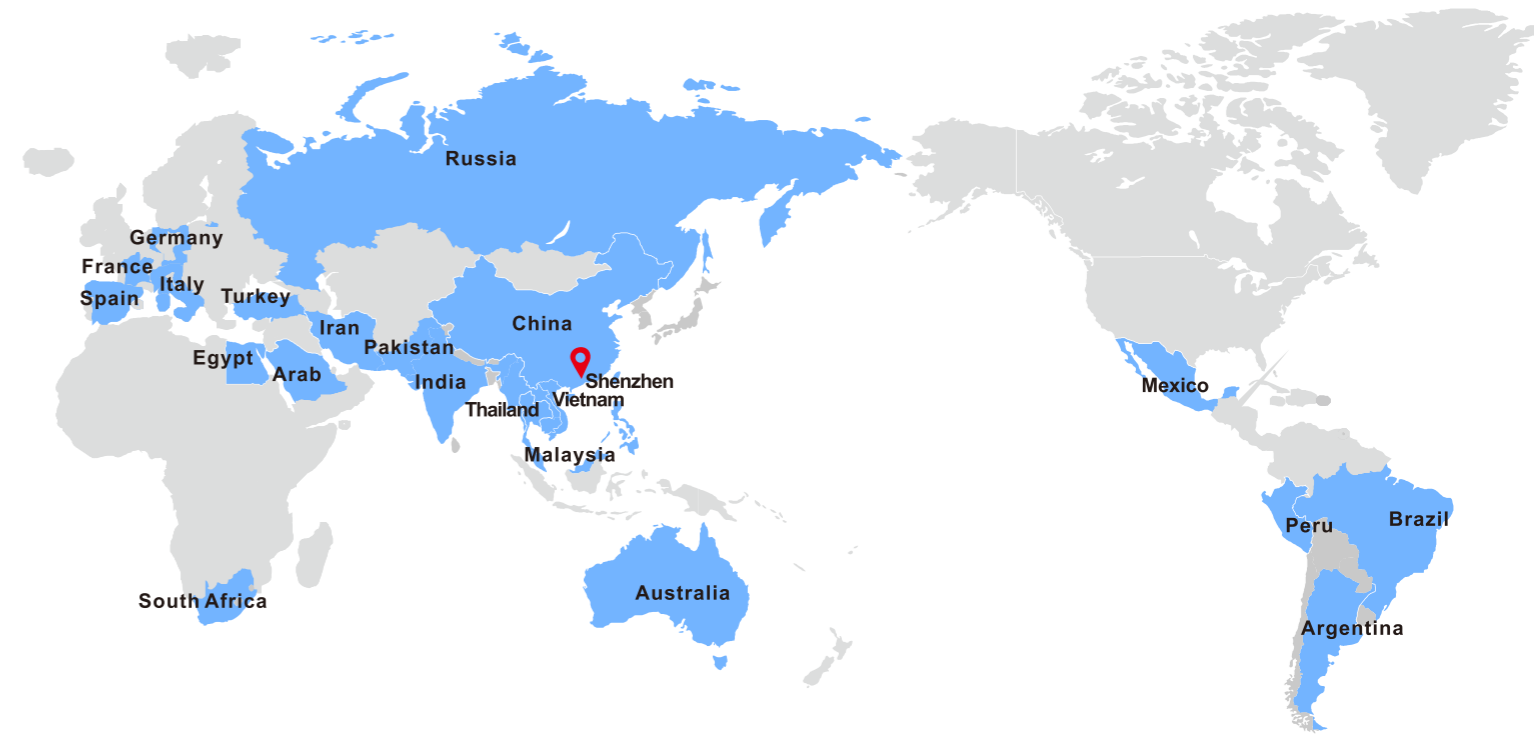 Russia
Germany
France
Italy
Spain
Turkey
China
Iran
Pakistan
Egypt
Arab
India
Shenzhen
Mexico
Vietnam
Thailand
Malaysia
Brazil
Peru
Australia
South Africa
Argentina